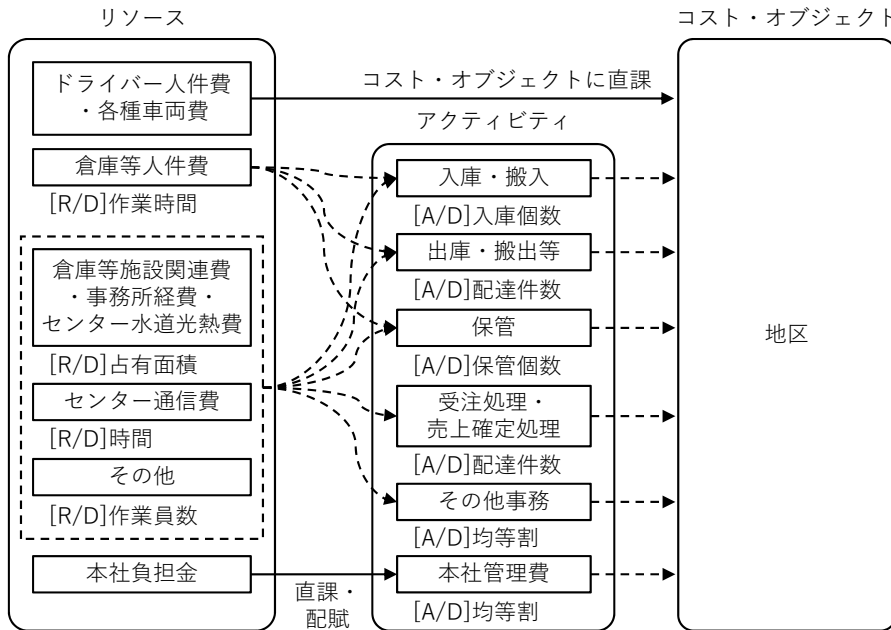 リソース
ドライバー人件費
・各種車両費
倉庫等人件費
[R/D]作業時間
倉庫等施設関連費
・事務所経費・
センター水道光熱費
[R/D]占有面積
センター通信費
[R/D]時間
その他
[R/D]作業員数
本社負担金
コスト・オブジェクトに直課
直課・
配賦
アクティビティ
入庫・搬入
[A/D]入庫個数
出庫・搬出等
[A/D]配達件数
保管
[A/D]保管個数
受注処理・
売上確定処理
[A/D]配達件数
その他事務
[A/D]均等割
本社管理費
[A/D]均等割
コスト・オブジェクト
地区